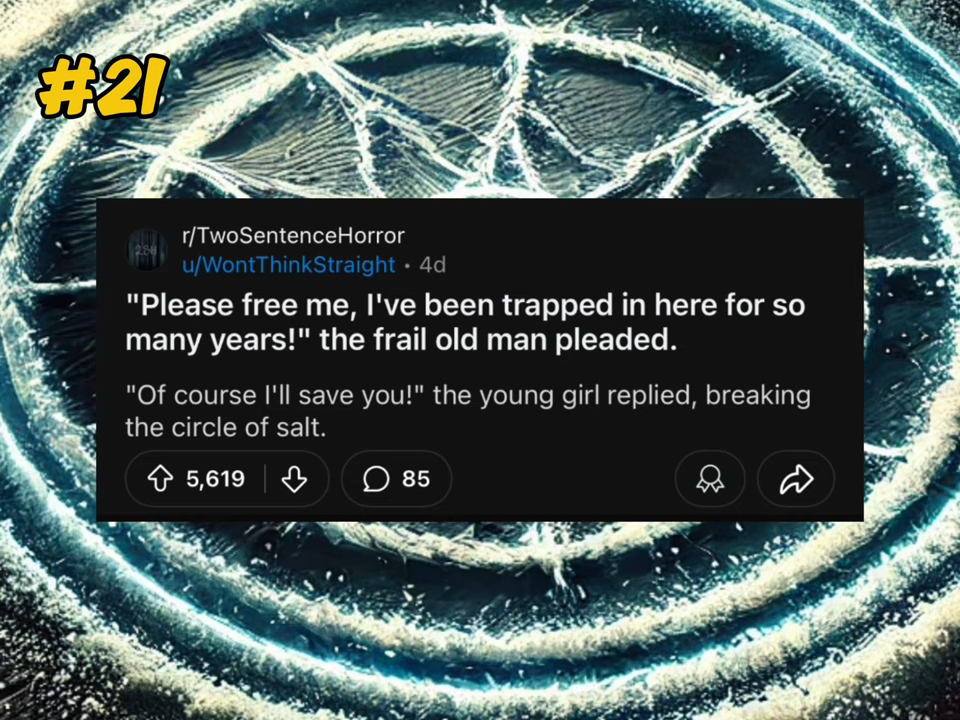 #21
r/TwoSentenceHorror
u/WontThinkStraight • 4d
"Please free me, I've been trapped in here for so
many years!" the frail old man pleaded.
"Of course I'll save you!" the young girl replied, breaking
the circle of salt.
5,619 85